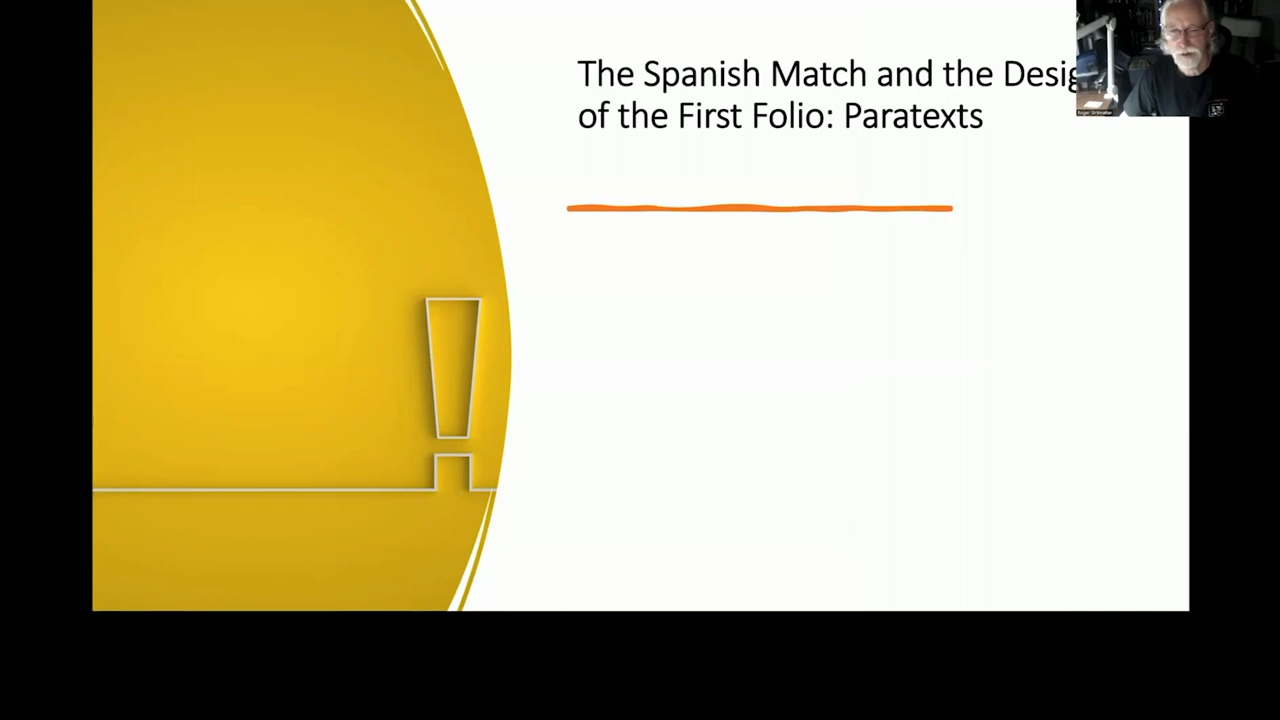 The Spanish Match and the Desig
of the First Folio: Paratexts